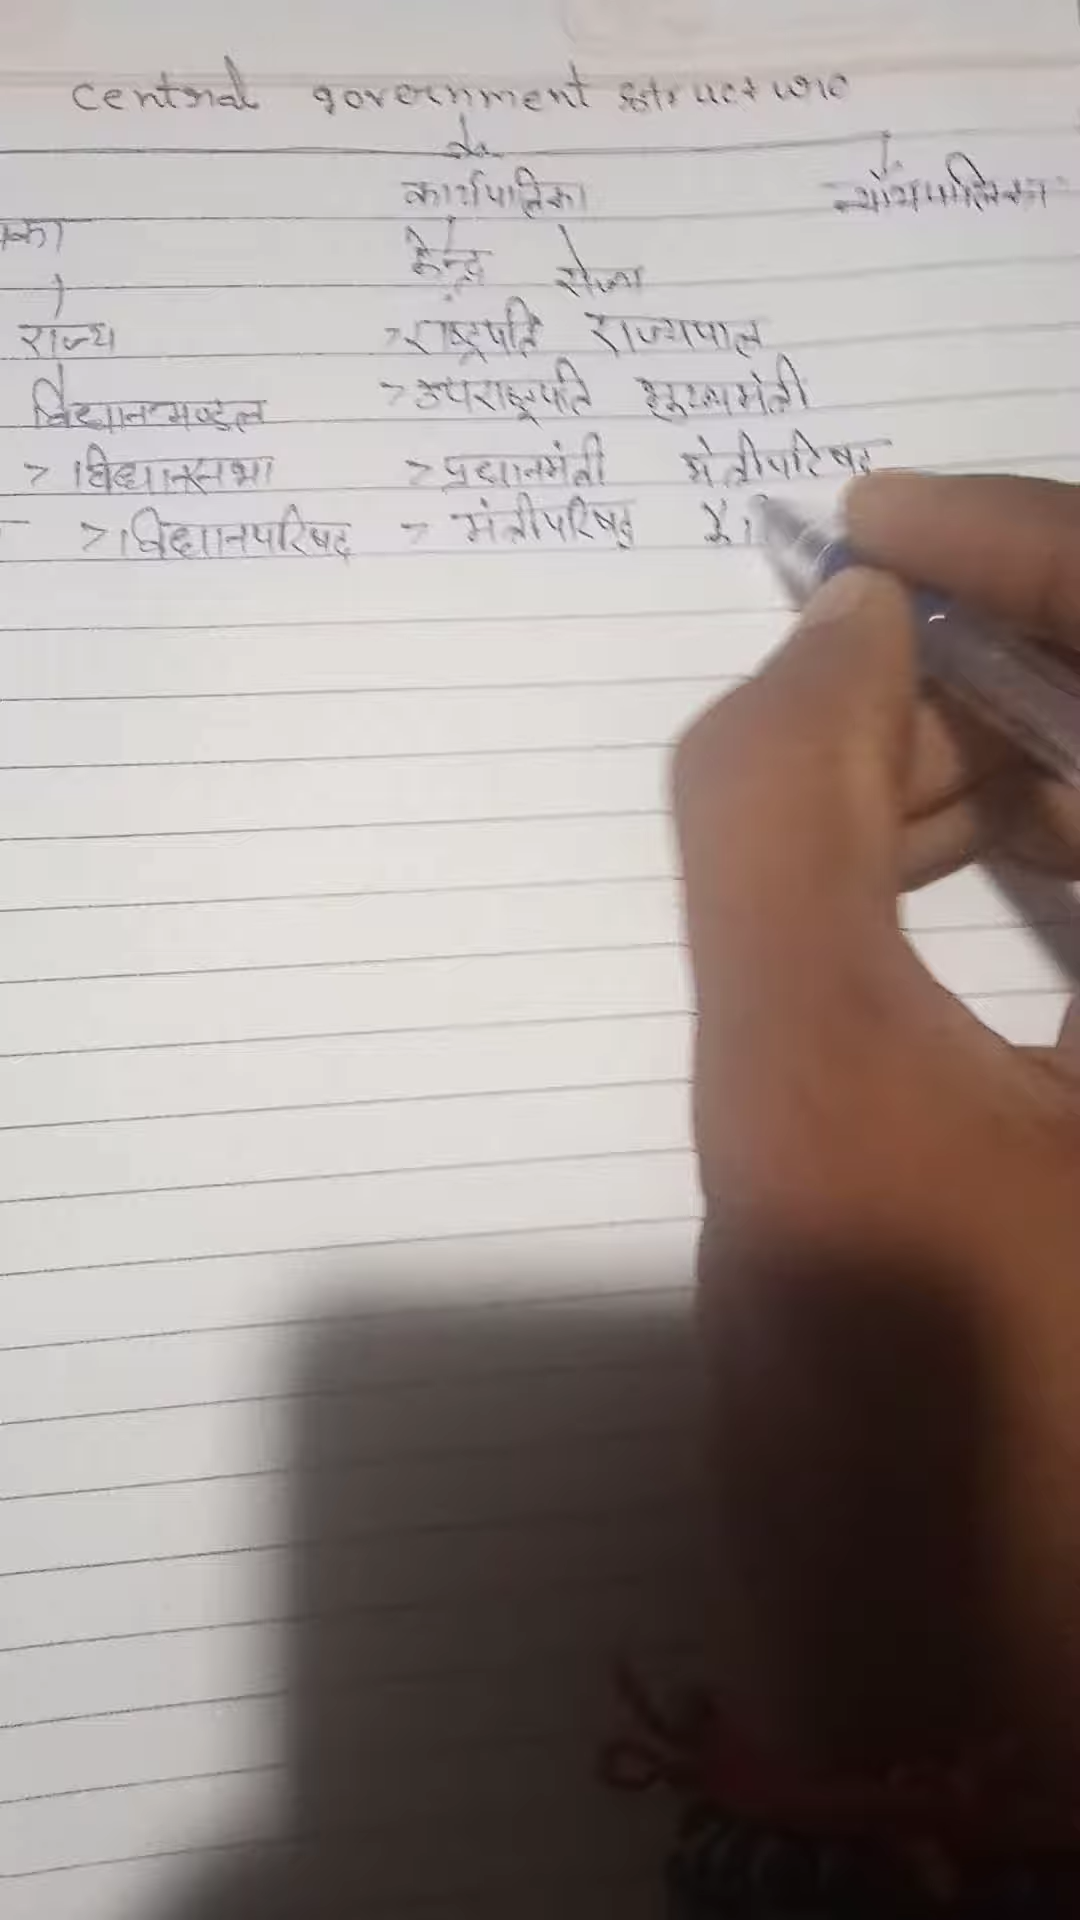 central government structure
कार्यपालिका न्यायपालिका
केन्द्र
राज्य >राष्ट्रपति राज्यपाल
विधानमण्डल >उपराष्ट्रपति मुख्यमंत्री
> विधानसभा > प्रधानमंत्री मंत्रीपरिषद
> विधानपरिषद > मंत्रीपरिषद